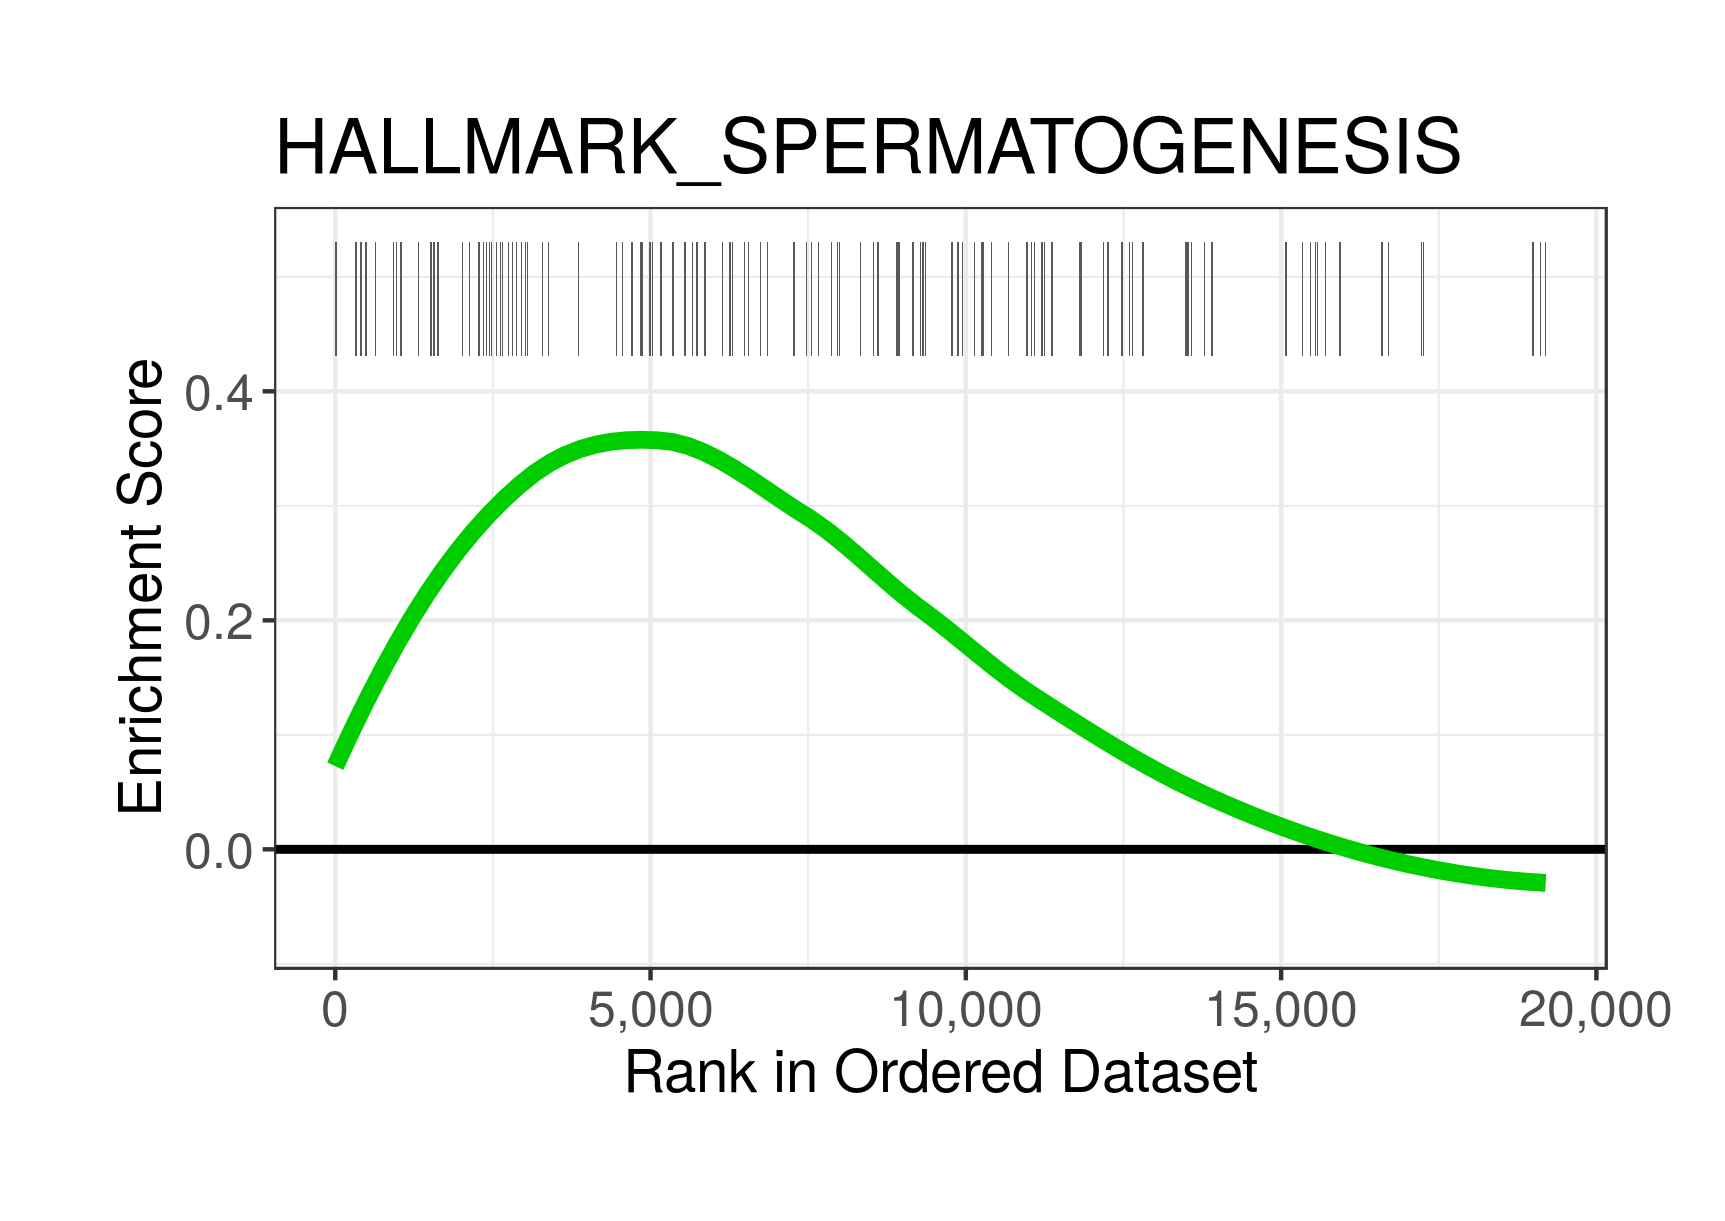 HALLMARK_SPERMATOGENESIS
Enrichment Score
0.4
0.2
0.0
0 5,000 10,000 15,000 20,000
Rank in Ordered Dataset